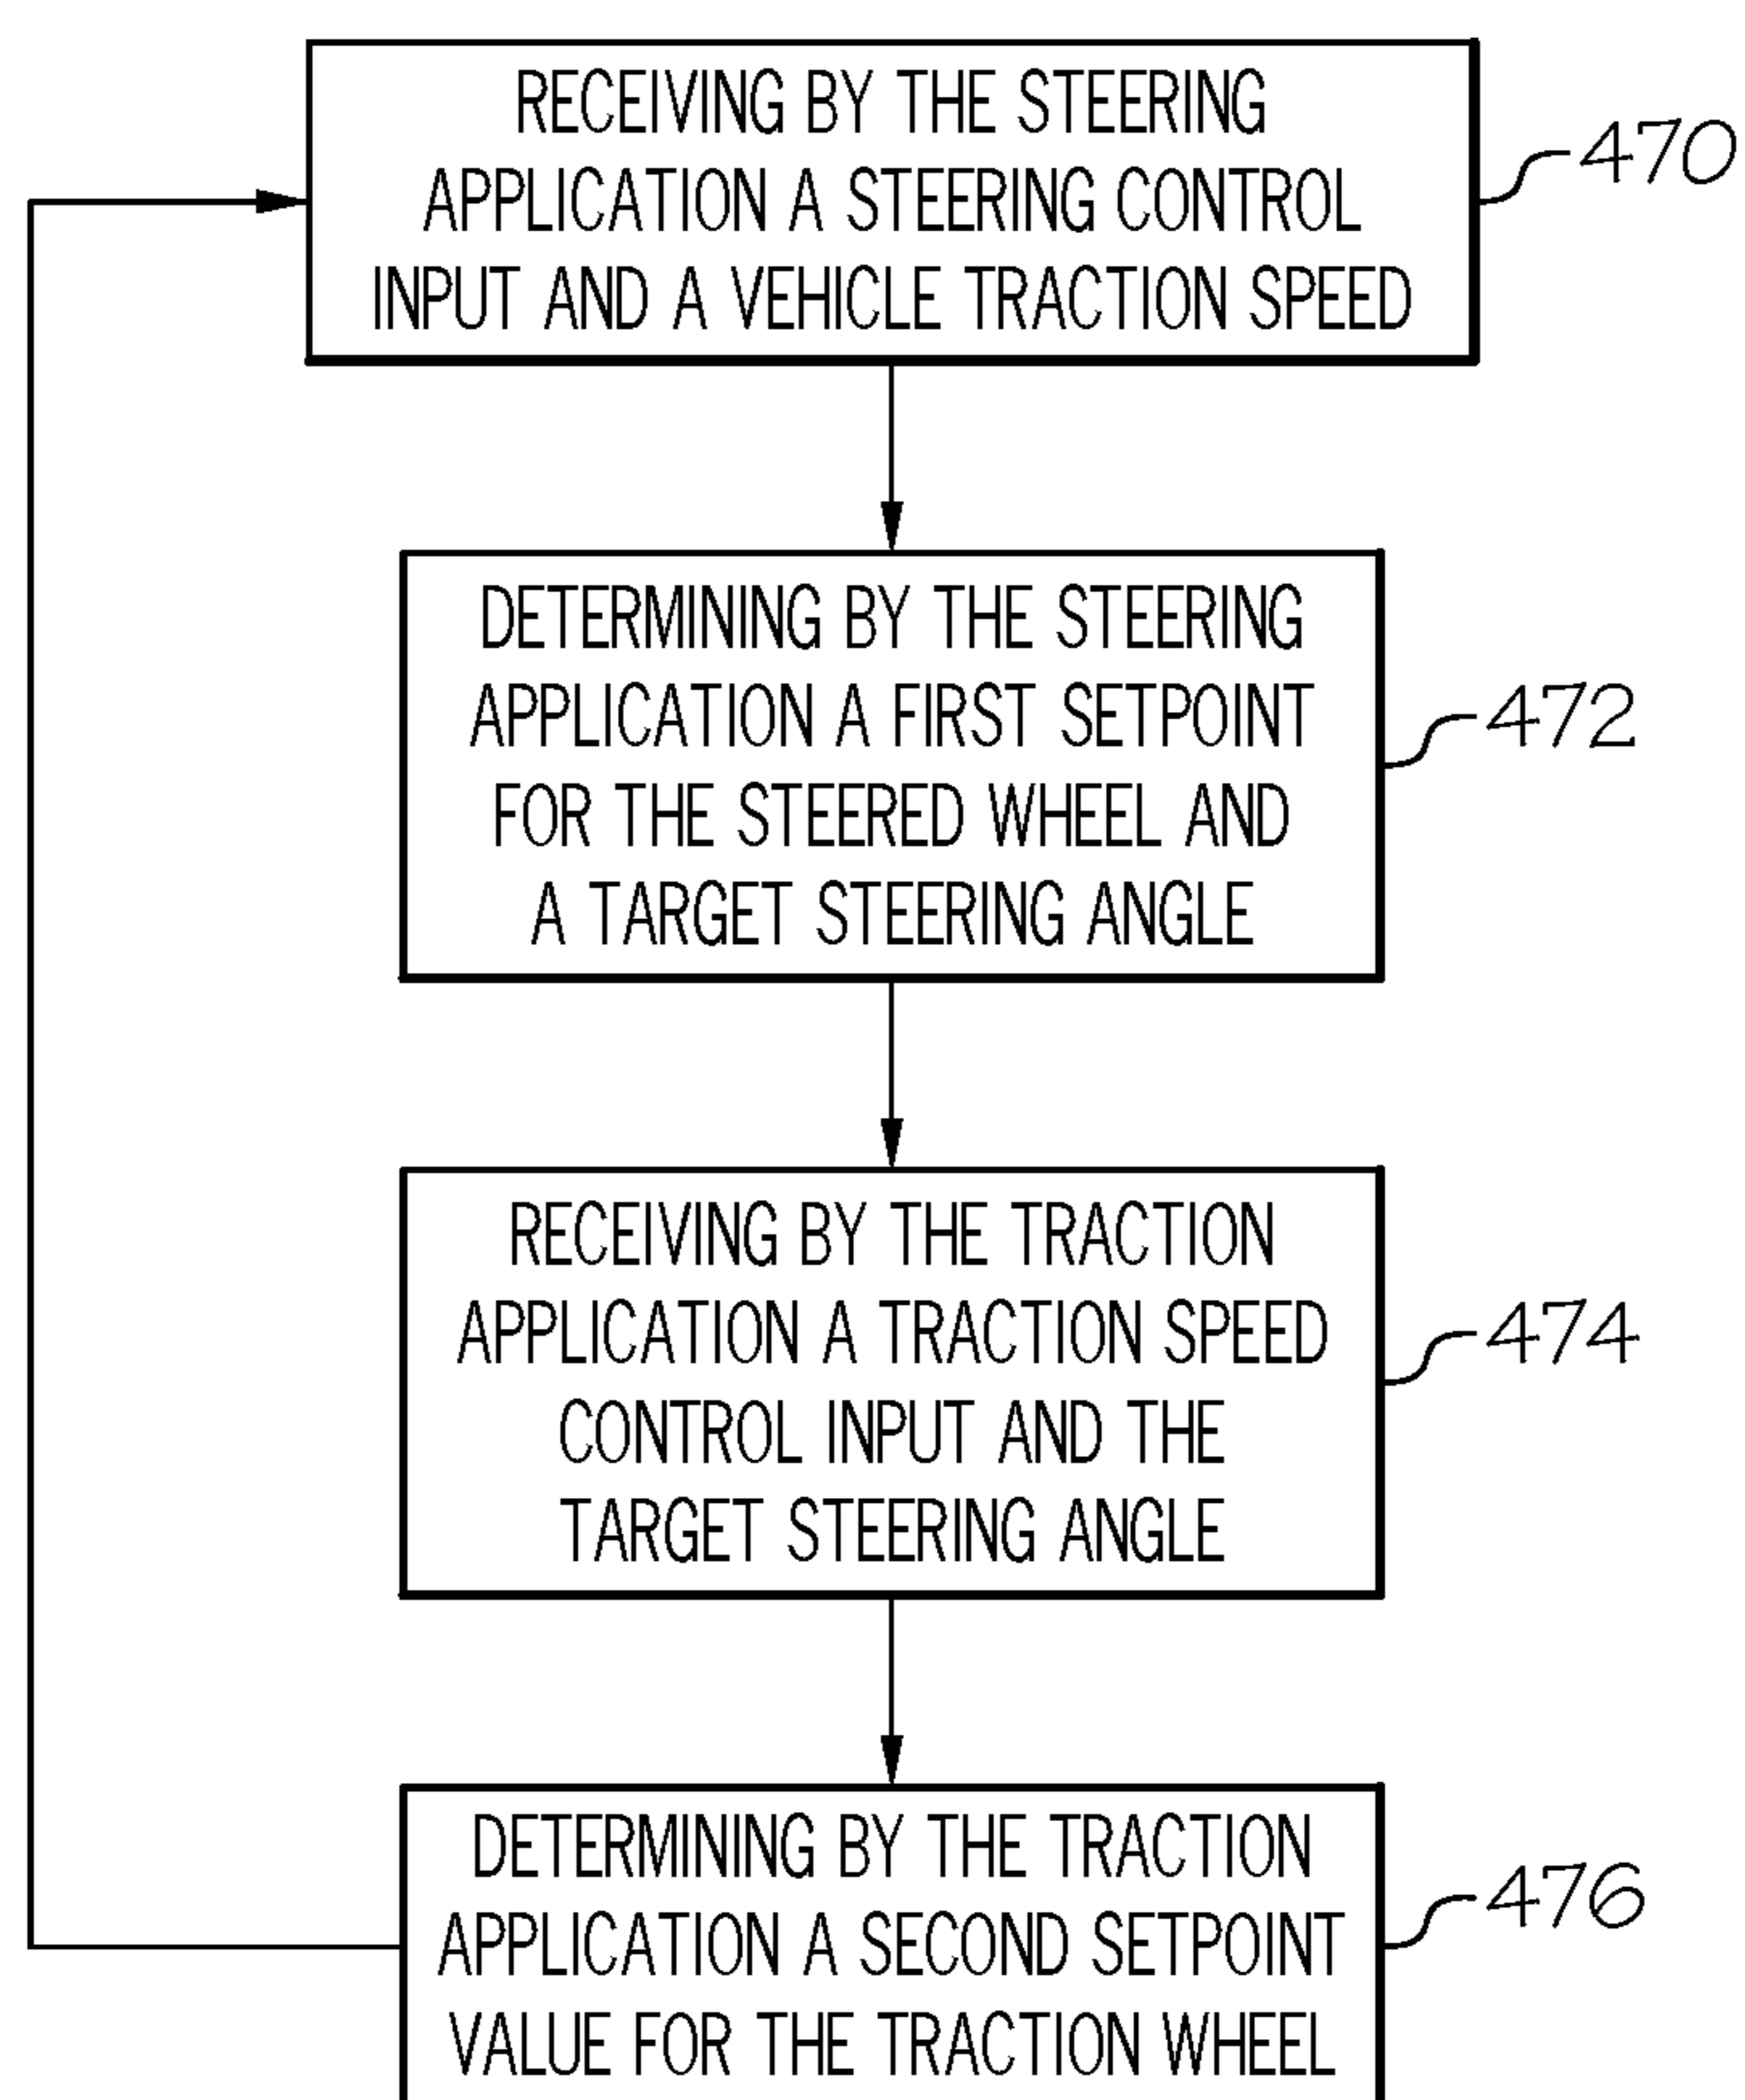 RECEIVING BY THE STEERING
APPLICATION A STEERING CONTROL
INPUT AND A VEHICLE TRACTION SPEED
470
DETERMINING BY THE STEERING
APPLICATION A FIRST SETPOINT
FOR THE STEERED WHEEL AND
A TARGET STEERING ANGLE
472
RECEIVING BY THE TRACTION
APPLICATION A TRACTION SPEED
CONTROL INPUT AND THE
TARGET STEERING ANGLE
474
DETERMINING BY THE TRACTION
APPLICATION A SECOND SETPOINT
VALUE FOR THE TRACTION WHEEL
476